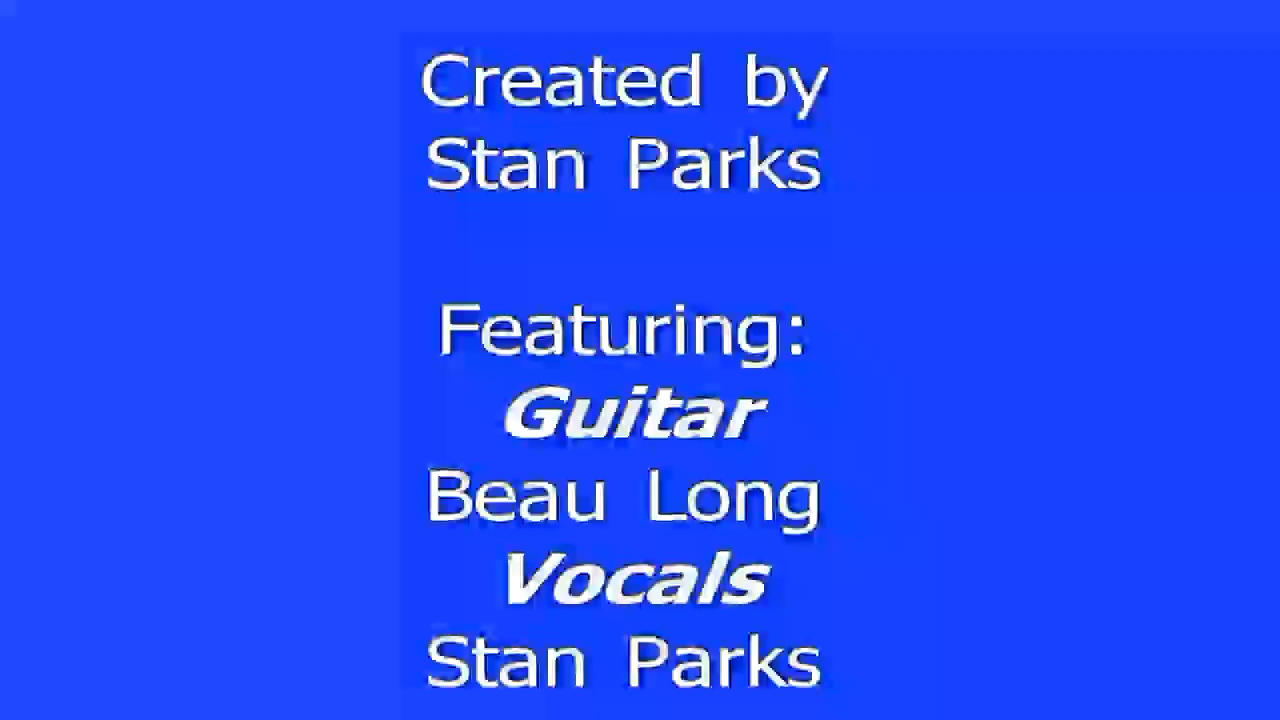 Created by
Stan Parks
Featuring:
Guitar
Beau Long
Vocals
Stan Parks